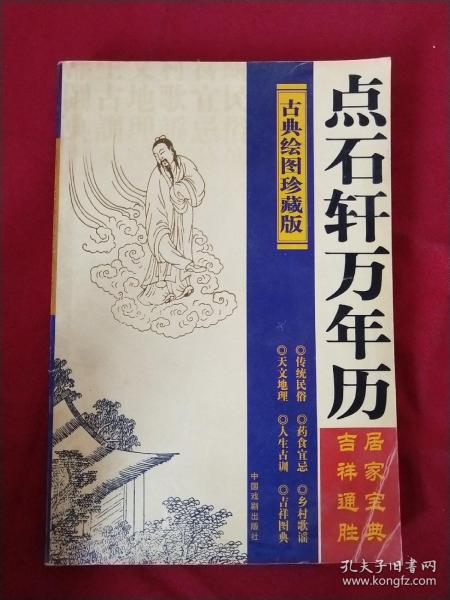 点石轩万年历
居家宝典
吉祥通胜
古典绘图珍藏版
◎传统民俗 ◎药食宜忌 ◎乡村歌谣
◎天文地理 ◎人生古训 ◎吉祥图典
中国戏剧出版社
孔夫子旧书网
www.kongfz.com